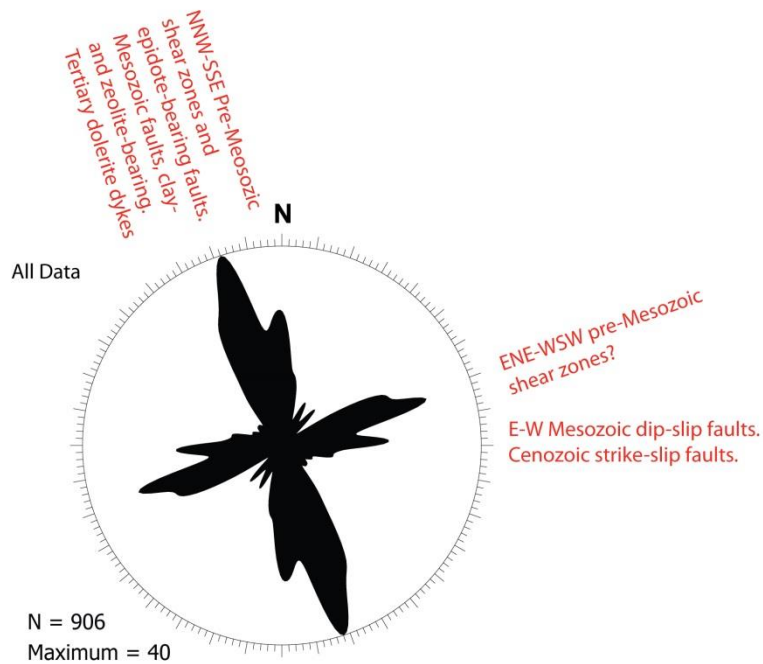 NNW-SSE Pre-Meosozic
shear zones and
epidote-bearing faults.
Mesozoic faults, clay-
and zeolite-bearing.
Tertiary dolerite dykes
N
All Data
ENE-WSW pre-Mesozoic
shear zones?
E-W Mesozoic dip-slip faults.
Cenozoic strike-slip faults.
N = 906
Maximum = 40